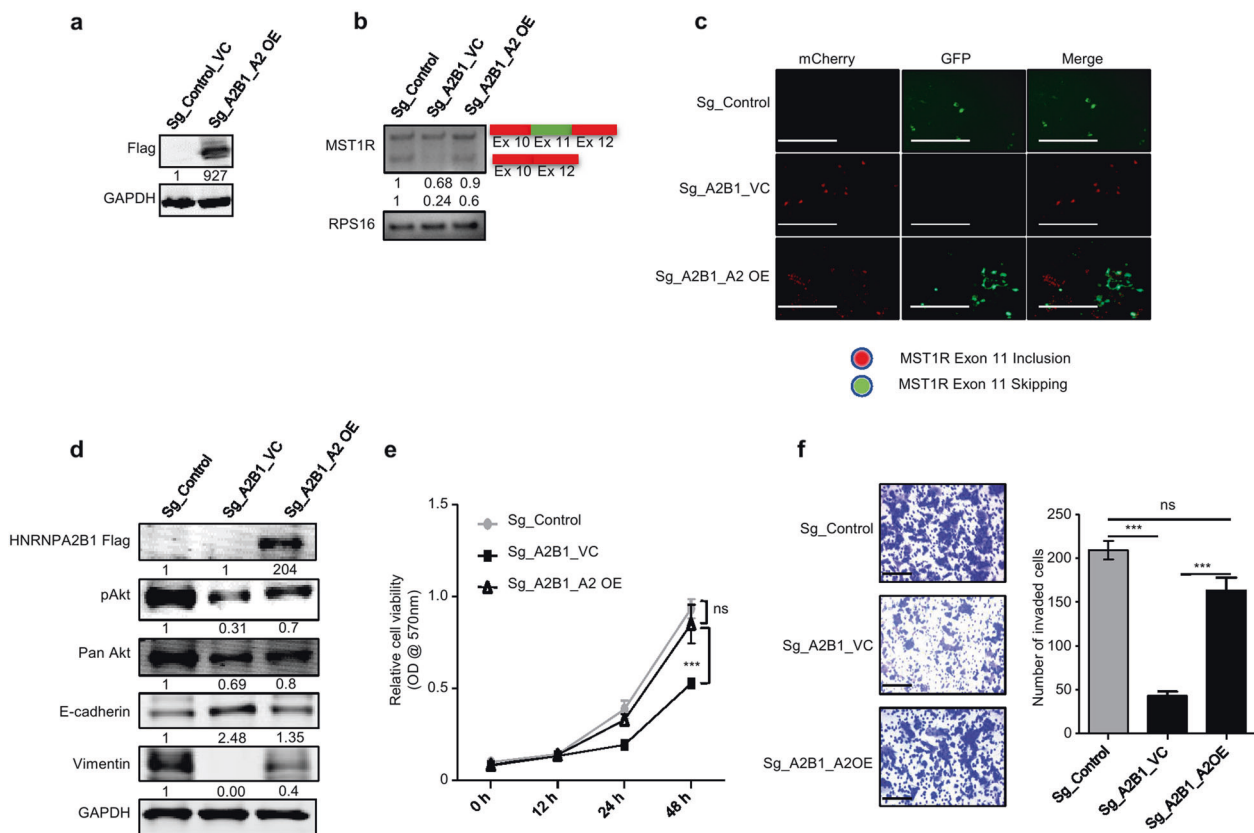 a
Sg_Control_VC
Sg_A2B1_A2 OE
Flag
1 927
GAPDH
b
Sg_Control
Sg_A2B1_VC
Sg_A2B1_A2 OE
MST1R
Ex 10 Ex 11 Ex 12
Ex 10 Ex 12
1 0.68 0.9
1 0.24 0.6
RPS16
c
mCherry GFP Merge
Sg_Control
Sg_A2B1_VC
Sg_A2B1_A2 OE
MST1R Exon 11 Inclusion
MST1R Exon 11 Skipping
d
Sg_Control
Sg_A2B1_VC
Sg_A2B1_A2 OE
HNRNPA2B1 Flag
1 1 204
pAkt
1 0.31 0.7
Pan Akt
1 0.69 0.8
E-cadherin
1 2.48 1.35
Vimentin
1 0.00 0.4
GAPDH
e
Relative cell viability
(OD @ 570nm)
1.5
1.0
0.5
0
Sg_Control
Sg_A2B1_VC
Sg_A2B1_A2 OE
ns
***
0 h 12 h 24 h 48 h
f
Sg_Control
Sg_A2B1_VC
Sg_A2B1_A2OE
Number of invaded cells
250
200
150
100
50
0
ns
***
***
Sg_Control
Sg_A2B1_VC
Sg_A2B1_A2OE